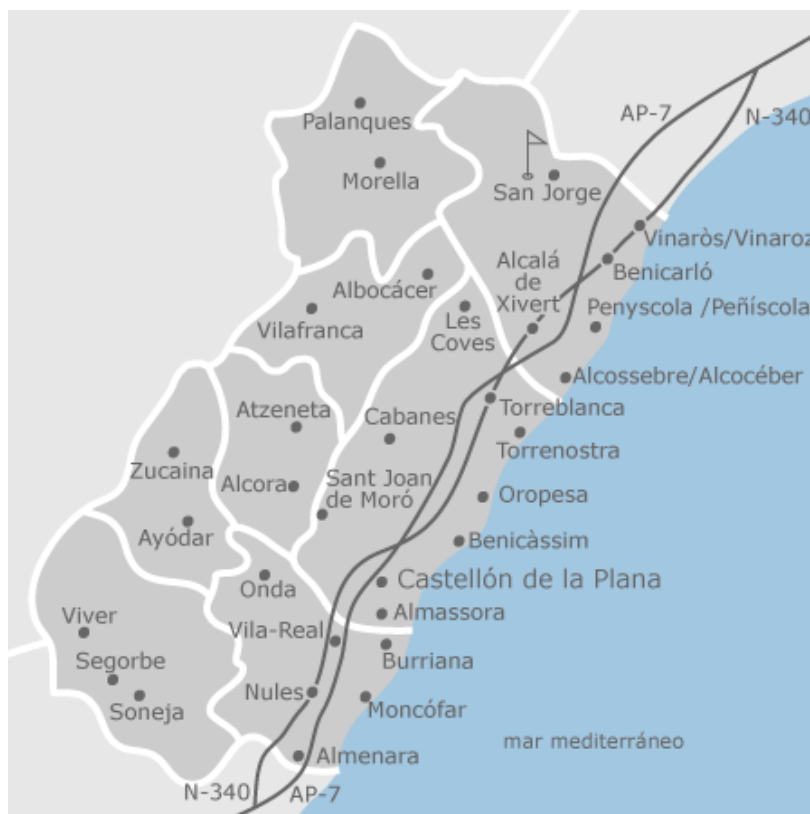 AP-7
N-340
Palanques
Morella
San Jorge
Vinaròs/Vinaroz
Alcalá
de
Xivert
Benicarló
Albocácer
Penyscola /Peñíscola
Vilafranca
Les
Coves
Alcossebre/Alcocéber
Atzeneta
Cabanes
Torreblanca
Torrenostra
Zucaina
Alcora
Sant Joan
de Moró
Oropesa
Ayódar
Benicàssim
Onda
Castellón de la Plana
Almassora
Viver
Vila-Real
Burriana
Segorbe
Soneja
Nules
Moncófar
mar mediterráneo
Almenara
N-340
AP-7